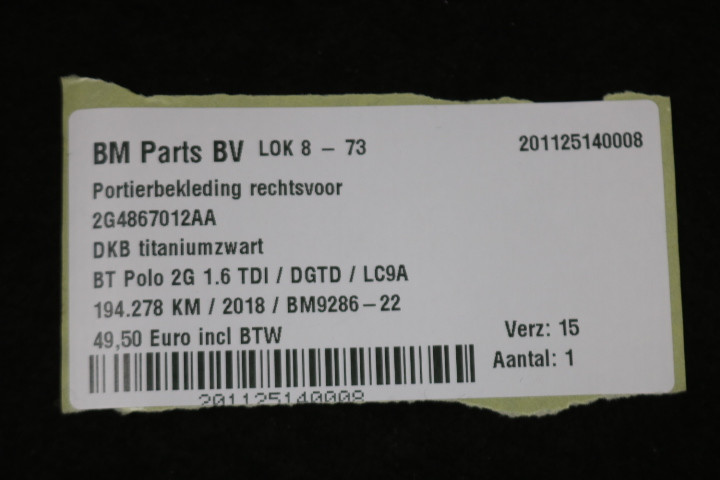 BM Parts BV LOK 8 - 73 201125140008
Portierbekleding rechtsvoor
2G4867012AA
DKB titaniumzwart
BT Polo 2G 1.6 TDI / DGTD / LC9A
194.278 KM / 2018 / BM9286-22
49,50 Euro incl BTW
Verz: 15
Aantal: 1
201125140008